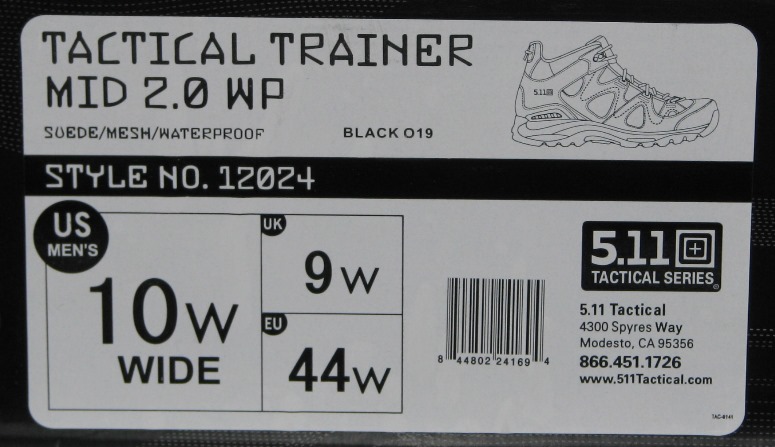 TACTICAL TRAINER
MID 2.0 WP
SUEDE/MESH/WATERPROOF BLACK 019
5.11
STYLE NO. 12024
US
MEN'S
10W
WIDE
UK
9W
EU
44W
8 44802 24169 4
5.11
TACTICAL SERIES®
5.11 Tactical
4300 Spyres Way
Modesto, CA 95356
866.451.1726
www.511Tactical.com